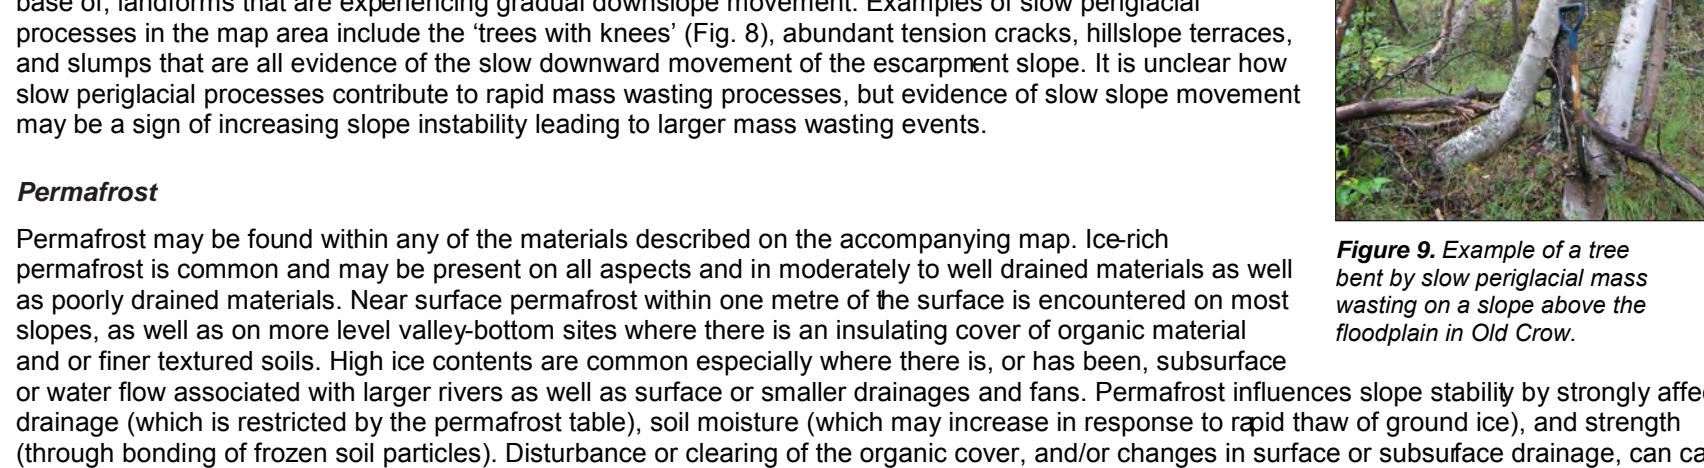 base of, landforms that are experiencing gradual downslope movement. Examples of slow periglacial
processes in the map area include the ‘trees with knees’ (Fig. 8), abundant tension cracks, hillslope terraces,
and slumps that are all evidence of the slow downward movement of the escarpment slope. It is unclear how
slow periglacial processes contribute to rapid mass wasting processes, but evidence of slow slope movement
may be a sign of increasing slope instability leading to larger mass wasting events.
Permafrost
Permafrost may be found within any of the materials described on the accompanying map. Ice-rich
permafrost is common and may be present on all aspects and in moderately to well drained materials as well
as poorly drained materials. Near surface permafrost within one metre of the surface is encountered on most
slopes, as well as on more level valley-bottom sites where there is an insulating cover of organic material
and or finer textured soils. High ice contents are common especially where there is, or has been, subsurface
or water flow associated with larger rivers as well as surface or smaller drainages and fans. Permafrost influences slope stability by strongly
drainage (which is restricted by the permafrost table), soil moisture (which may increase in response to rapid thaw of ground ice), and strength
(through bonding of frozen soil particles). Disturbance or clearing of the organic cover, and/or changes in surface or subsurface drainage, can
Figure 9. Example of a tree
bent by slow periglacial mass
wasting on a slope above the
floodplain in Old Crow.